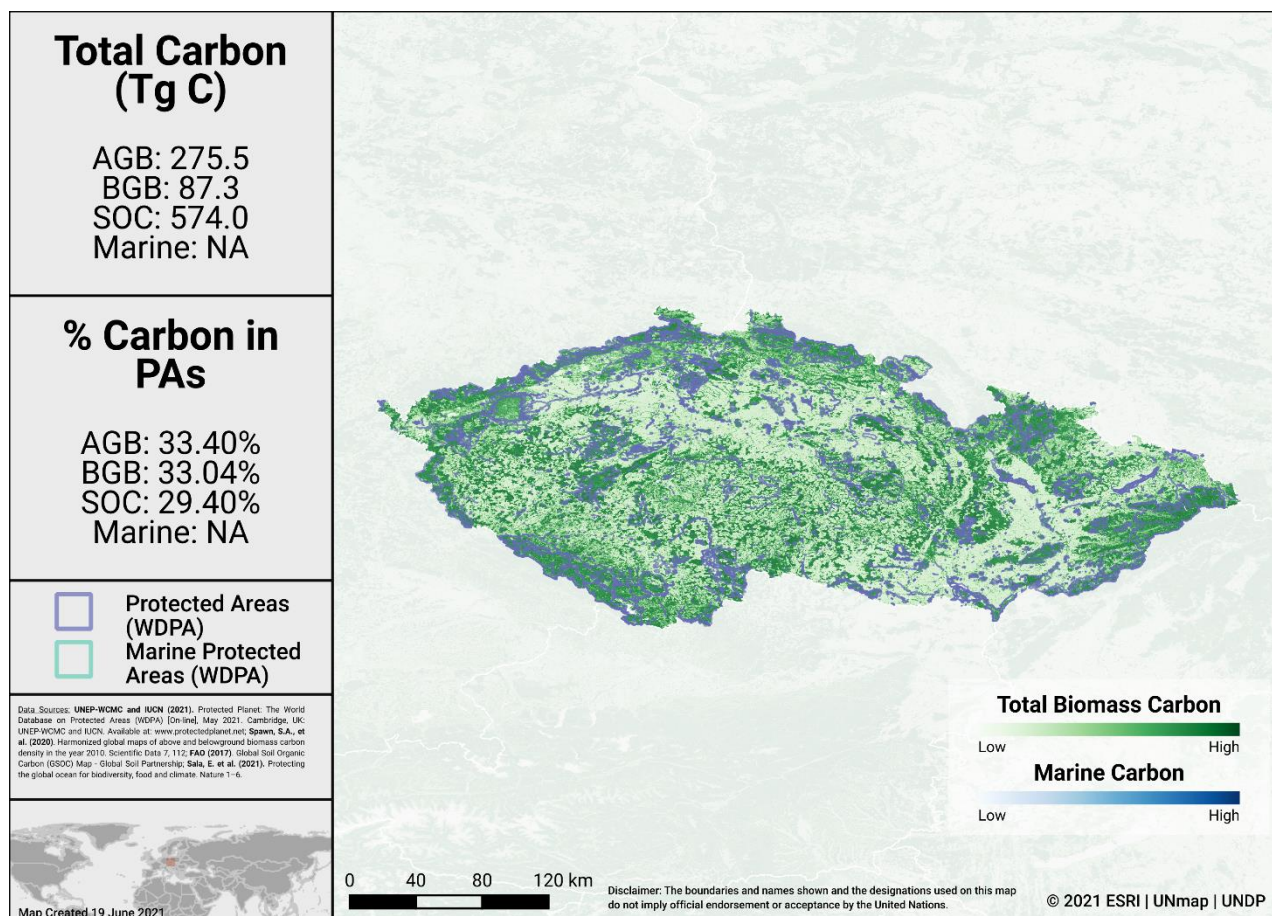 Total Carbon
(Tg C)
AGB: 275.5
BGB: 87.3
SOC: 574.0
Marine: NA
% Carbon in
PAs
AGB: 33.40%
BGB: 33.04%
SOC: 29.40%
Marine: NA
Protected Areas
(WDPA)
Marine Protected
Areas (WDPA)
Data Sources: UNEP-WCMC and IUCN (2021). Protected Planet: The World
Database on Protected Areas (WDPA) [On-line], May 2021. Cambridge, UK:
UNEP-WCMC and IUCN. Available at: www.protectedplanet.net; Spawn, S.A., et
al. (2020). Harmonized global maps of above and belowground biomass carbon
density in the year 2010. Scientific Data 7, 112; FAO (2017). Global Soil Organic
Carbon (GSOC) Map - Global Soil Partnership; Sala, E. et al. (2021). Protecting
the global ocean for biodiversity, food and climate. Nature 1–6.
Map Created 19 June 2021
Total Biomass Carbon
Low High
Marine Carbon
Low High
0 40 80 120 km
Disclaimer: The boundaries and names shown and the designations used on this map
do not imply official endorsement or acceptance by the United Nations.
© 2021 ESRI | UNmap | UNDP